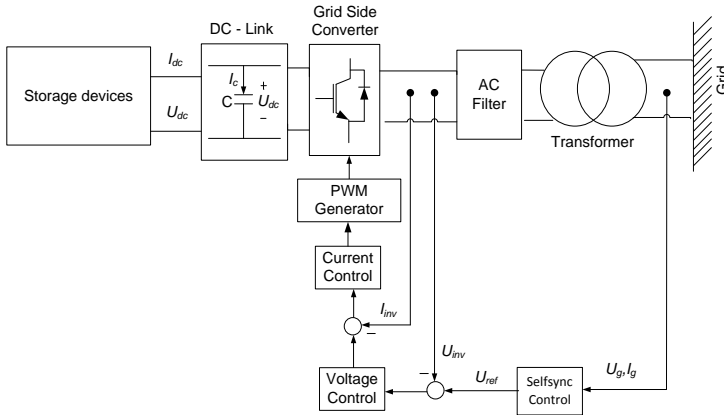 DC - Link
Grid Side
Converter
Storage devices
I_dc
U_dc
I_c
C
+
U_dc
−
AC
Filter
Transformer
Grid
PWM
Generator
Current
Control
I_inv
−
Voltage
Control
U_inv
−
U_ref
Selfsync
Control
U_g,I_g